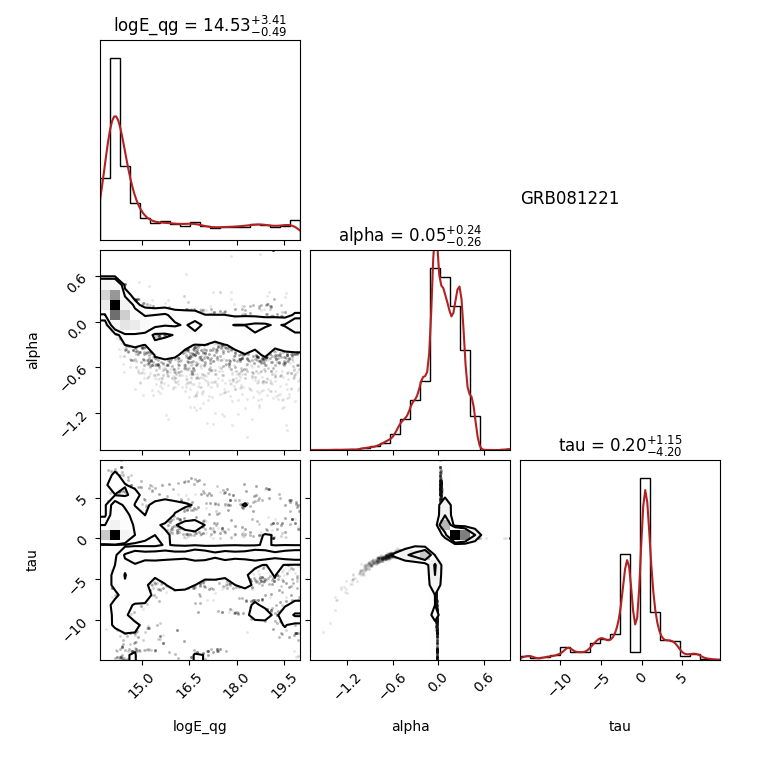 logE_qg = 14.53+3.41−0.49
GRB081221
alpha = 0.05+0.24−0.26
0.6
0.0
−0.6
−1.2
alpha
tau = 0.20+1.15−4.20
5
0
−5
−10
tau
15.0 16.5 18.0 19.5 −1.2 −0.6 0.0 0.6 −10 −5 0 5
logE_qg alpha tau